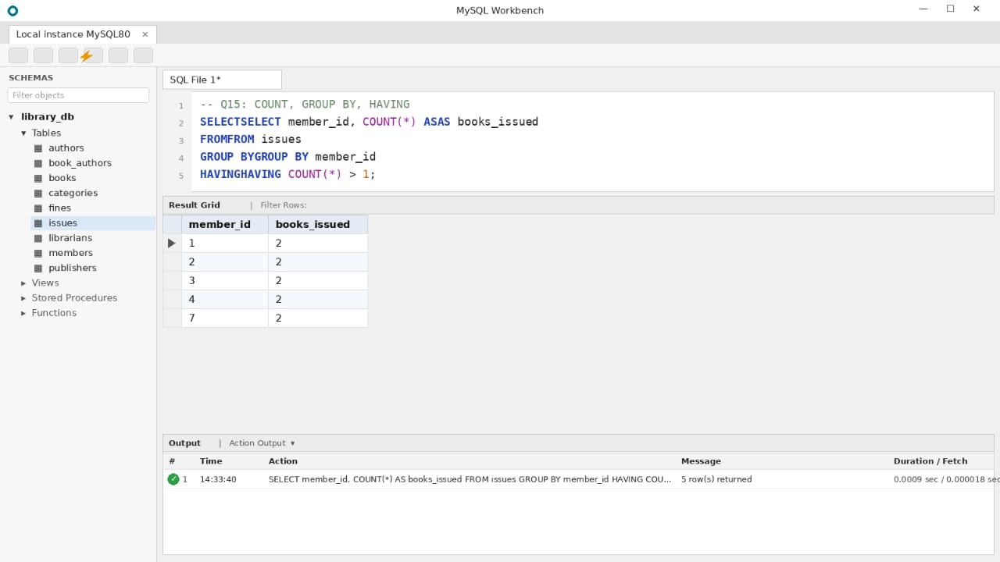 MySQL Workbench
Local instance MySQL80 ×
SCHEMAS
Filter objects
library_db
Tables
authors
book_authors
books
categories
fines
issues
librarians
members
publishers
Views
Stored Procedures
Functions
SQL File 1*
1 -- Q15: COUNT, GROUP BY, HAVING
2 SELECTSELECT member_id, COUNT(*) ASAS books_issued
3 FROMFROM issues
4 GROUP BYGROUP BY member_id
5 HAVINGHAVING COUNT(*) > 1;
Result Grid | Filter Rows:
member_id books_issued
1 2
2 2
3 2
4 2
7 2
Output | Action Output
# Time Action Message Duration / Fetch
1 14:33:40 SELECT member_id, COUNT(*) AS books_issued FROM issues GROUP BY member_id HAVING COU... 5 row(s) returned 0.0009 sec / 0.000018 sec